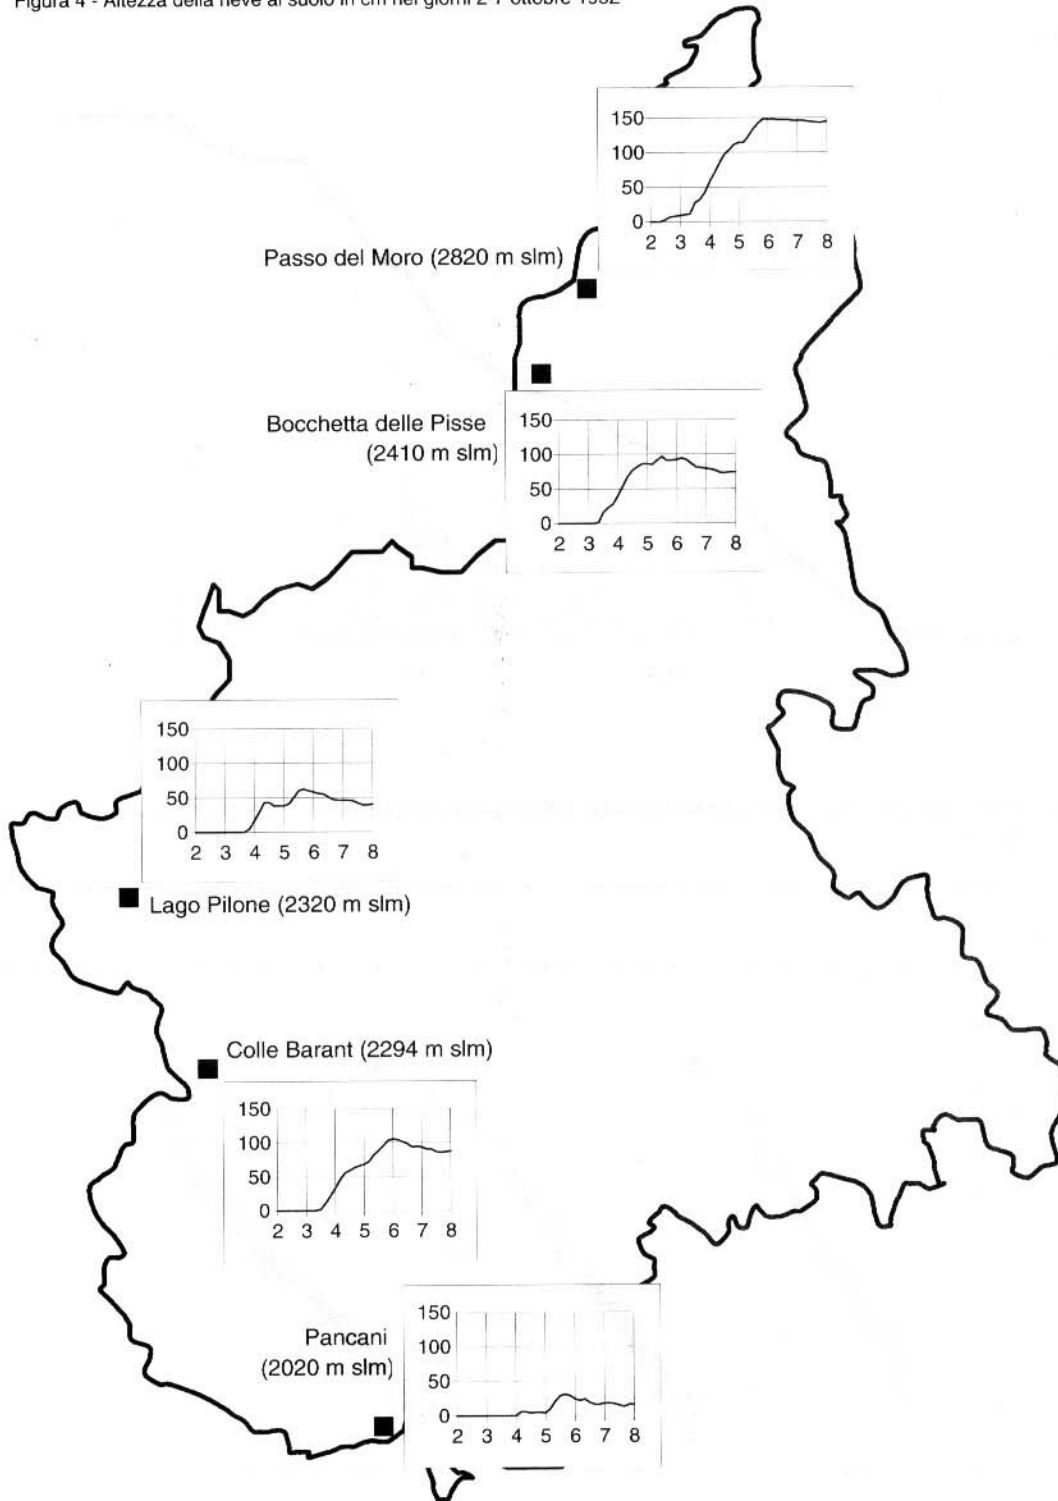 Figura 4 - Altezza della neve al suolo in cm nei giorni 2-7 ottobre 1992
150
100
50
0
2 3 4 5 6 7 8
Passo del Moro (2820 m slm)
Bocchetta delle Pisse
(2410 m slm)
150
100
50
0
2 3 4 5 6 7 8
150
100
50
0
2 3 4 5 6 7 8
Lago Pilone (2320 m slm)
Colle Barant (2294 m slm)
150
100
50
0
2 3 4 5 6 7 8
Pancani
(2020 m slm)
150
100
50
0
2 3 4 5 6 7 8